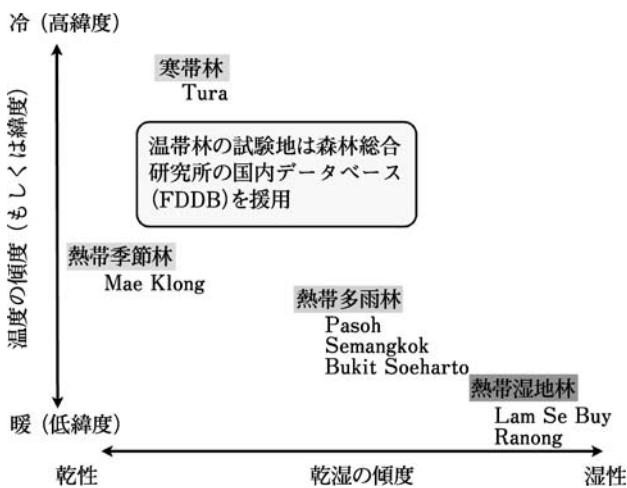 冷（高緯度）
寒帯林
Tura
温帯林の試験地は森林総合
研究所の国内データベース
(FDDB)を援用
温度の傾度（もしくは緯度）
熱帯季節林
Mae Klong
熱帯多雨林
Pasoh
Semangkok
Bukit Soeharto
熱帯湿地林
Lam Se Buy
Ranong
暖（低緯度）
乾性
乾湿の傾度
湿性